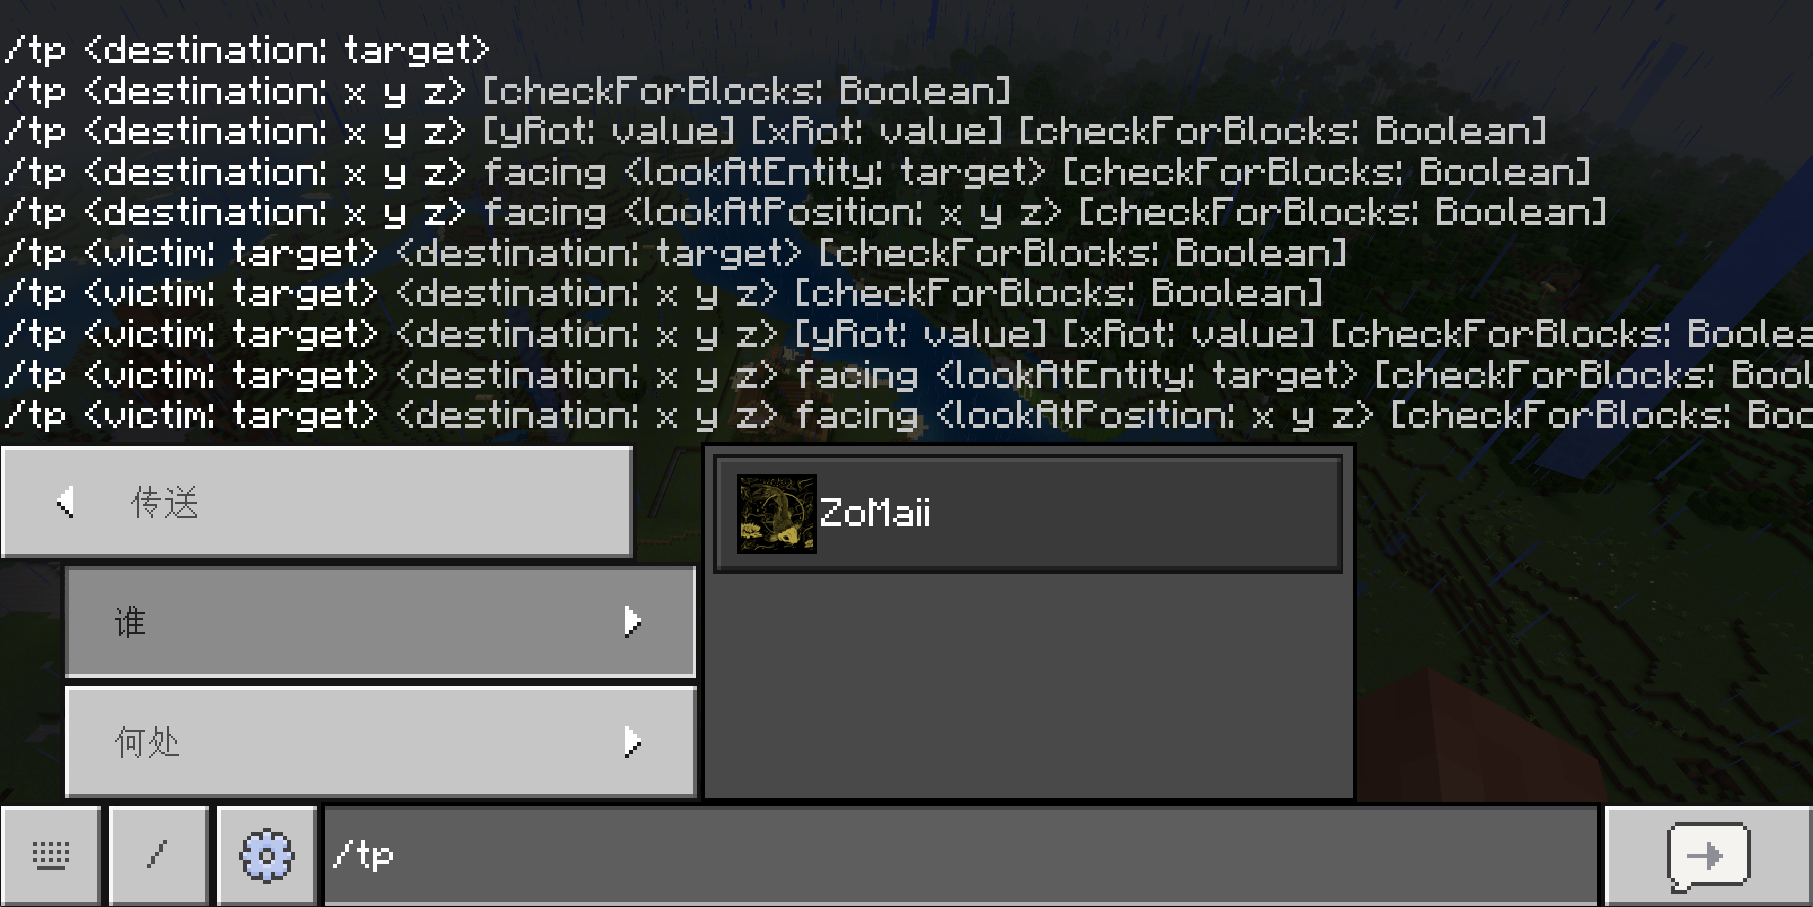 /tp <destination: target>
/tp <destination: x y z> [checkForBlocks: Boolean]
/tp <destination: x y z> [yRot: value] [xRot: value] [checkForBlocks: Boolean]
/tp <destination: x y z> facing <lookAtEntity: target> [checkForBlocks: Boolean]
/tp <destination: x y z> facing <lookAtPosition: x y z> [checkForBlocks: Boolean]
/tp <victim: target> <destination: target> [checkForBlocks: Boolean]
/tp <victim: target> <destination: x y z> [checkForBlocks: Boolean]
/tp <victim: target> <destination: x y z> [yRot: value] [xRot: value] [checkForBlocks: Boolea
/tp <victim: target> <destination: x y z> facing <lookAtEntity: target> [checkForBlocks: Bool
/tp <victim: target> <destination: x y z> facing <lookAtPosition: x y z> [checkForBlocks: Boo
传送
ZoMaii
谁
何处
/
/tp